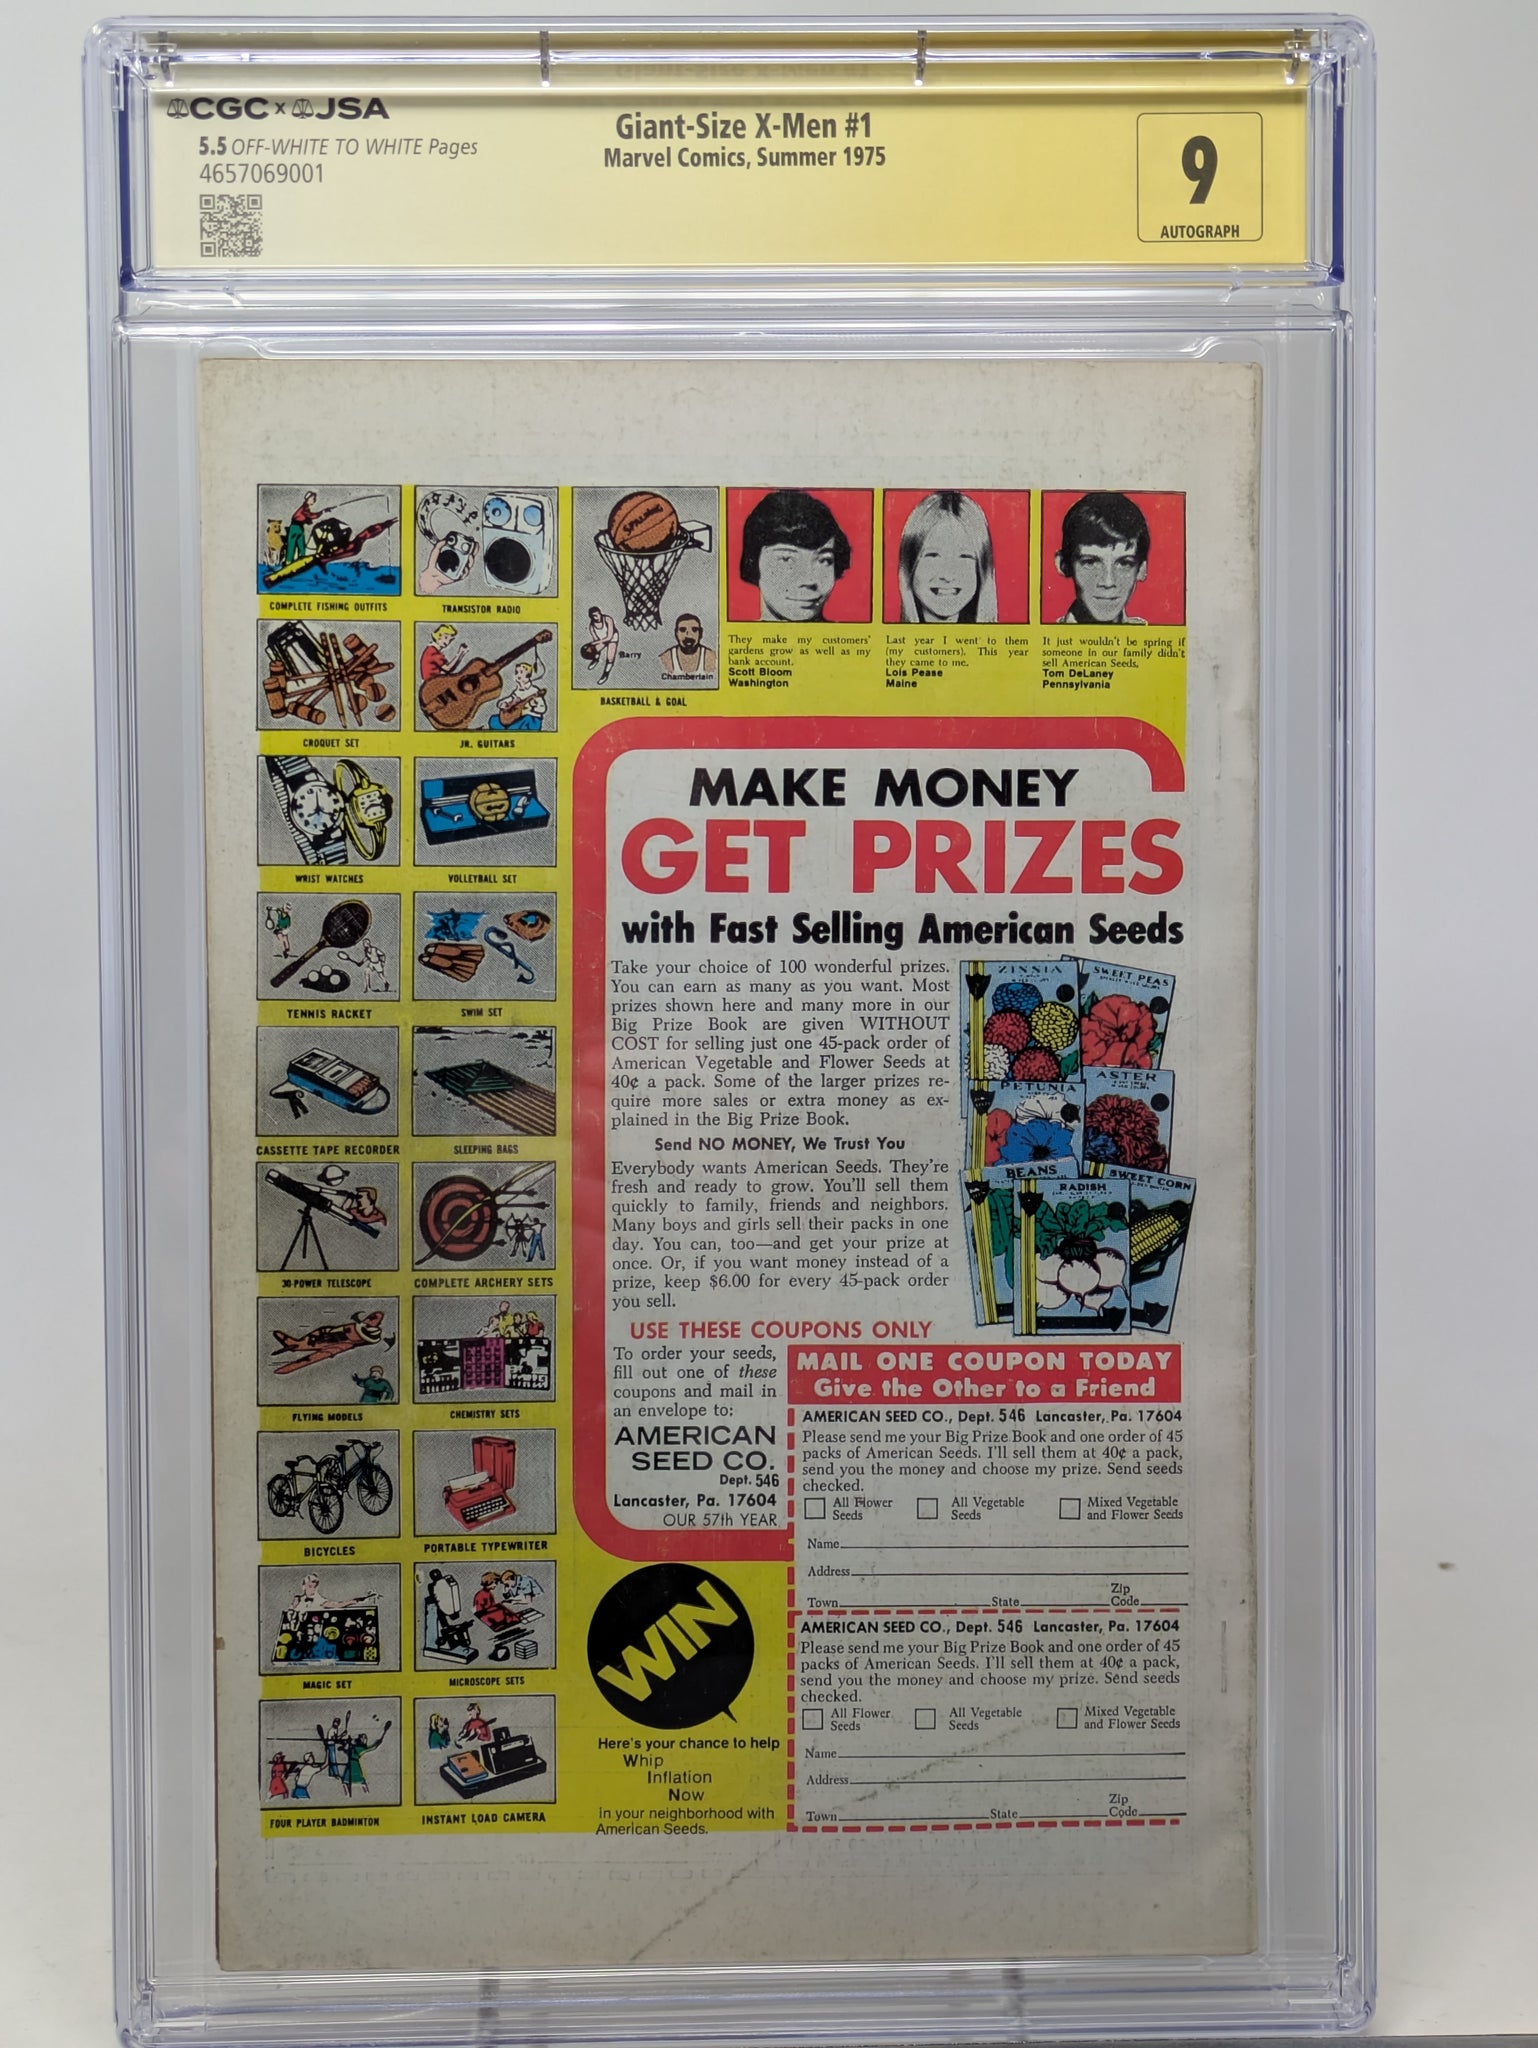 CGC x JSA
5.5 OFF-WHITE TO WHITE Pages
4657069001
Giant-Size X-Men #1
Marvel Comics, Summer 1975
9
AUTOGRAPH
COMPLETE FISHING OUTFITS
TRANSISTOR RADIO
CROQUET SET
JR. GUITARS
WRIST WATCHES
VOLLEYBALL SET
TENNIS RACKET
SWIM SET
CASSETTE TAPE RECORDER
SLEEPING BAGS
30-POWER TELESCOPE
COMPLETE ARCHERY SETS
FLYING MODELS
CHEMISTRY SETS
BICYCLES
PORTABLE TYPEWRITER
MAGIC SET
MICROSCOPE SETS
FOUR PLAYER BADMINTON
INSTANT LOAD CAMERA
SPALDING
Barry
Chamberlain
BASKETBALL & GOAL
They make my customers'
gardens grow as well as my
bank account.
Scott Bloom
Washington
Last year I went to them
(my customers). This year
they came to me.
Lois Pease
Maine
It just wouldn't be spring if
someone in our family didn't
sell American Seeds.
Tom DeLaney
Pennsylvania
MAKE MONEY
GET PRIZES
with Fast Selling American Seeds
Take your choice of 100 wonderful prizes.
You can earn as many as you want. Most
prizes shown here and many more in our
Big Prize Book are given WITHOUT
COST for selling just one 45-pack order of
American Vegetable and Flower Seeds at
40¢ a pack. Some of the larger prizes re-
quire more sales or extra money as ex-
plained in the Big Prize Book.
Send NO MONEY, We Trust You
Everybody wants American Seeds. They're
fresh and ready to grow. You'll sell them
quickly to family, friends and neighbors.
Many boys and girls sell their packs in one
day. You can, too—and get your prize at
once. Or, if you want money instead of a
prize, keep $6.00 for every 45-pack order
you sell.
ZINNIA
SWEET PEAS
PETUNIA
ASTER
BEANS
RADISH
SWEET CORN
USE THESE COUPONS ONLY
To order your seeds,
fill out one of these
coupons and mail in
an envelope to:
AMERICAN
SEED CO.
Dept. 546
Lancaster, Pa. 17604
OUR 57th YEAR
MAIL ONE COUPON TODAY
Give the Other to a Friend
AMERICAN SEED CO., Dept. 546 Lancaster, Pa. 17604
Please send me your Big Prize Book and one order of 45
packs of American Seeds. I'll sell them at 40¢ a pack,
send you the money and choose my prize. Send seeds
checked.
All Flower Seeds
All Vegetable Seeds
Mixed Vegetable and Flower Seeds
Name
Address
Town State Zip Code
AMERICAN SEED CO., Dept. 546 Lancaster, Pa. 17604
Please send me your Big Prize Book and one order of 45
packs of American Seeds. I'll sell them at 40¢ a pack,
send you the money and choose my prize. Send seeds
checked.
All Flower Seeds
All Vegetable Seeds
Mixed Vegetable and Flower Seeds
Name
Address
Town State Zip Code
WIN
Here's your chance to help
Whip
Inflation
Now
in your neighborhood with
American Seeds.